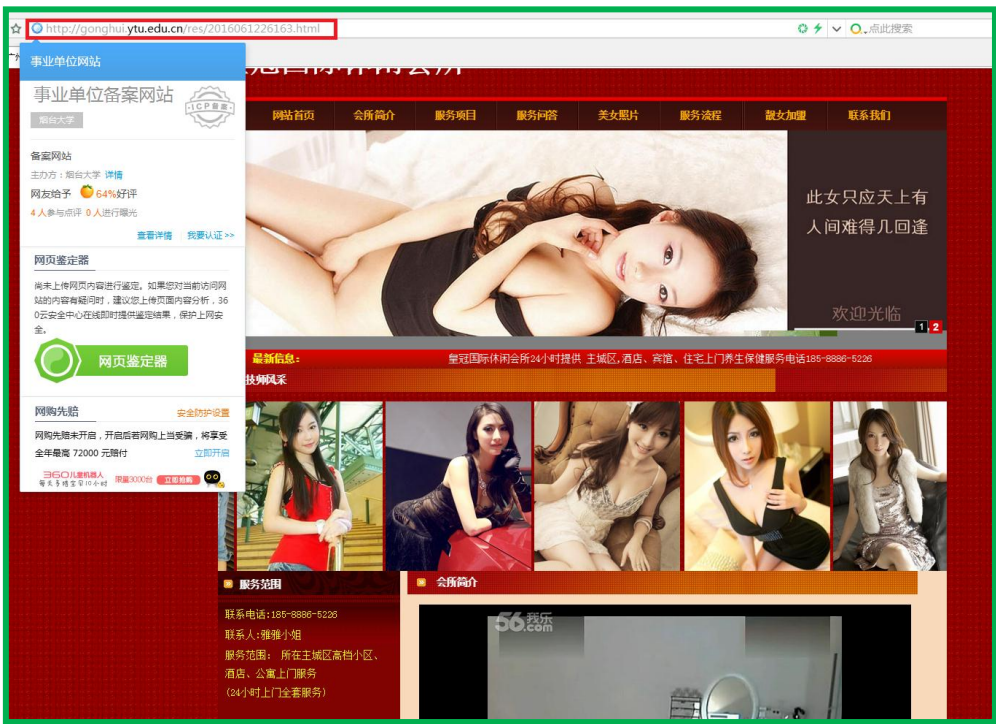 http://gonghui.ytu.edu.cn/res/2016061226163.html
点此搜索
事业单位网站
事业单位备案网站
·ICP备案·
烟台大学
备案网站
主办方：烟台大学 详情
网友给予 64%好评
4 人参与点评 0 人进行曝光
查看详情 我要认证 >>
网页鉴定器
尚未上传网页内容进行鉴定。如果您对当前访问网
站的内容有疑问时，建议您上传页面内容分析，36
0云安全中心在线即时提供鉴定结果，保护上网安
全。
网页鉴定器
网购先赔 安全防护设置
网购先赔未开启，开启后若网购上当受骗，将享受
全年最高 72000 元赔付 立即开启
360儿童机器人
每天多陪宝贝10小时
限量3000台 立即抢购
网站首页 会所简介 服务项目 服务问答 美女照片 服务流程 靓女加盟 联系我们
此女只应天上有
人间难得几回逢
欢迎光临
1 2
最新信息： 皇冠国际休闲会所24小时提供 主城区,酒店、宾馆、住宅上门养生保健服务电话185-8886-5226
技师风采
服务范围
会所简介
联系电话:185-8886-5226
联系人:雅雅小姐
服务范围： 所在主城区高档小区、
酒店、公寓上门服务
(24小时上门全套服务)
56.com 我乐